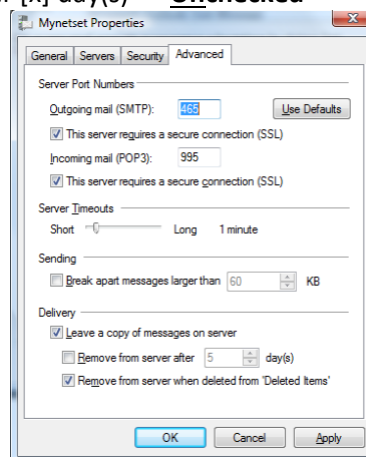 [x] day(s) – Unchecked
Mynetset Properties
General Servers Security Advanced
Server Port Numbers
Outgoing mail (SMTP): 465 Use Defaults
This server requires a secure connection (SSL)
Incoming mail (POP3): 995
This server requires a secure connection (SSL)
Server Timeouts
Short Long 1 minute
Sending
Break apart messages larger than 60 KB
Delivery
Leave a copy of messages on server
Remove from server after 5 day(s)
Remove from server when deleted from 'Deleted Items'
OK Cancel Apply